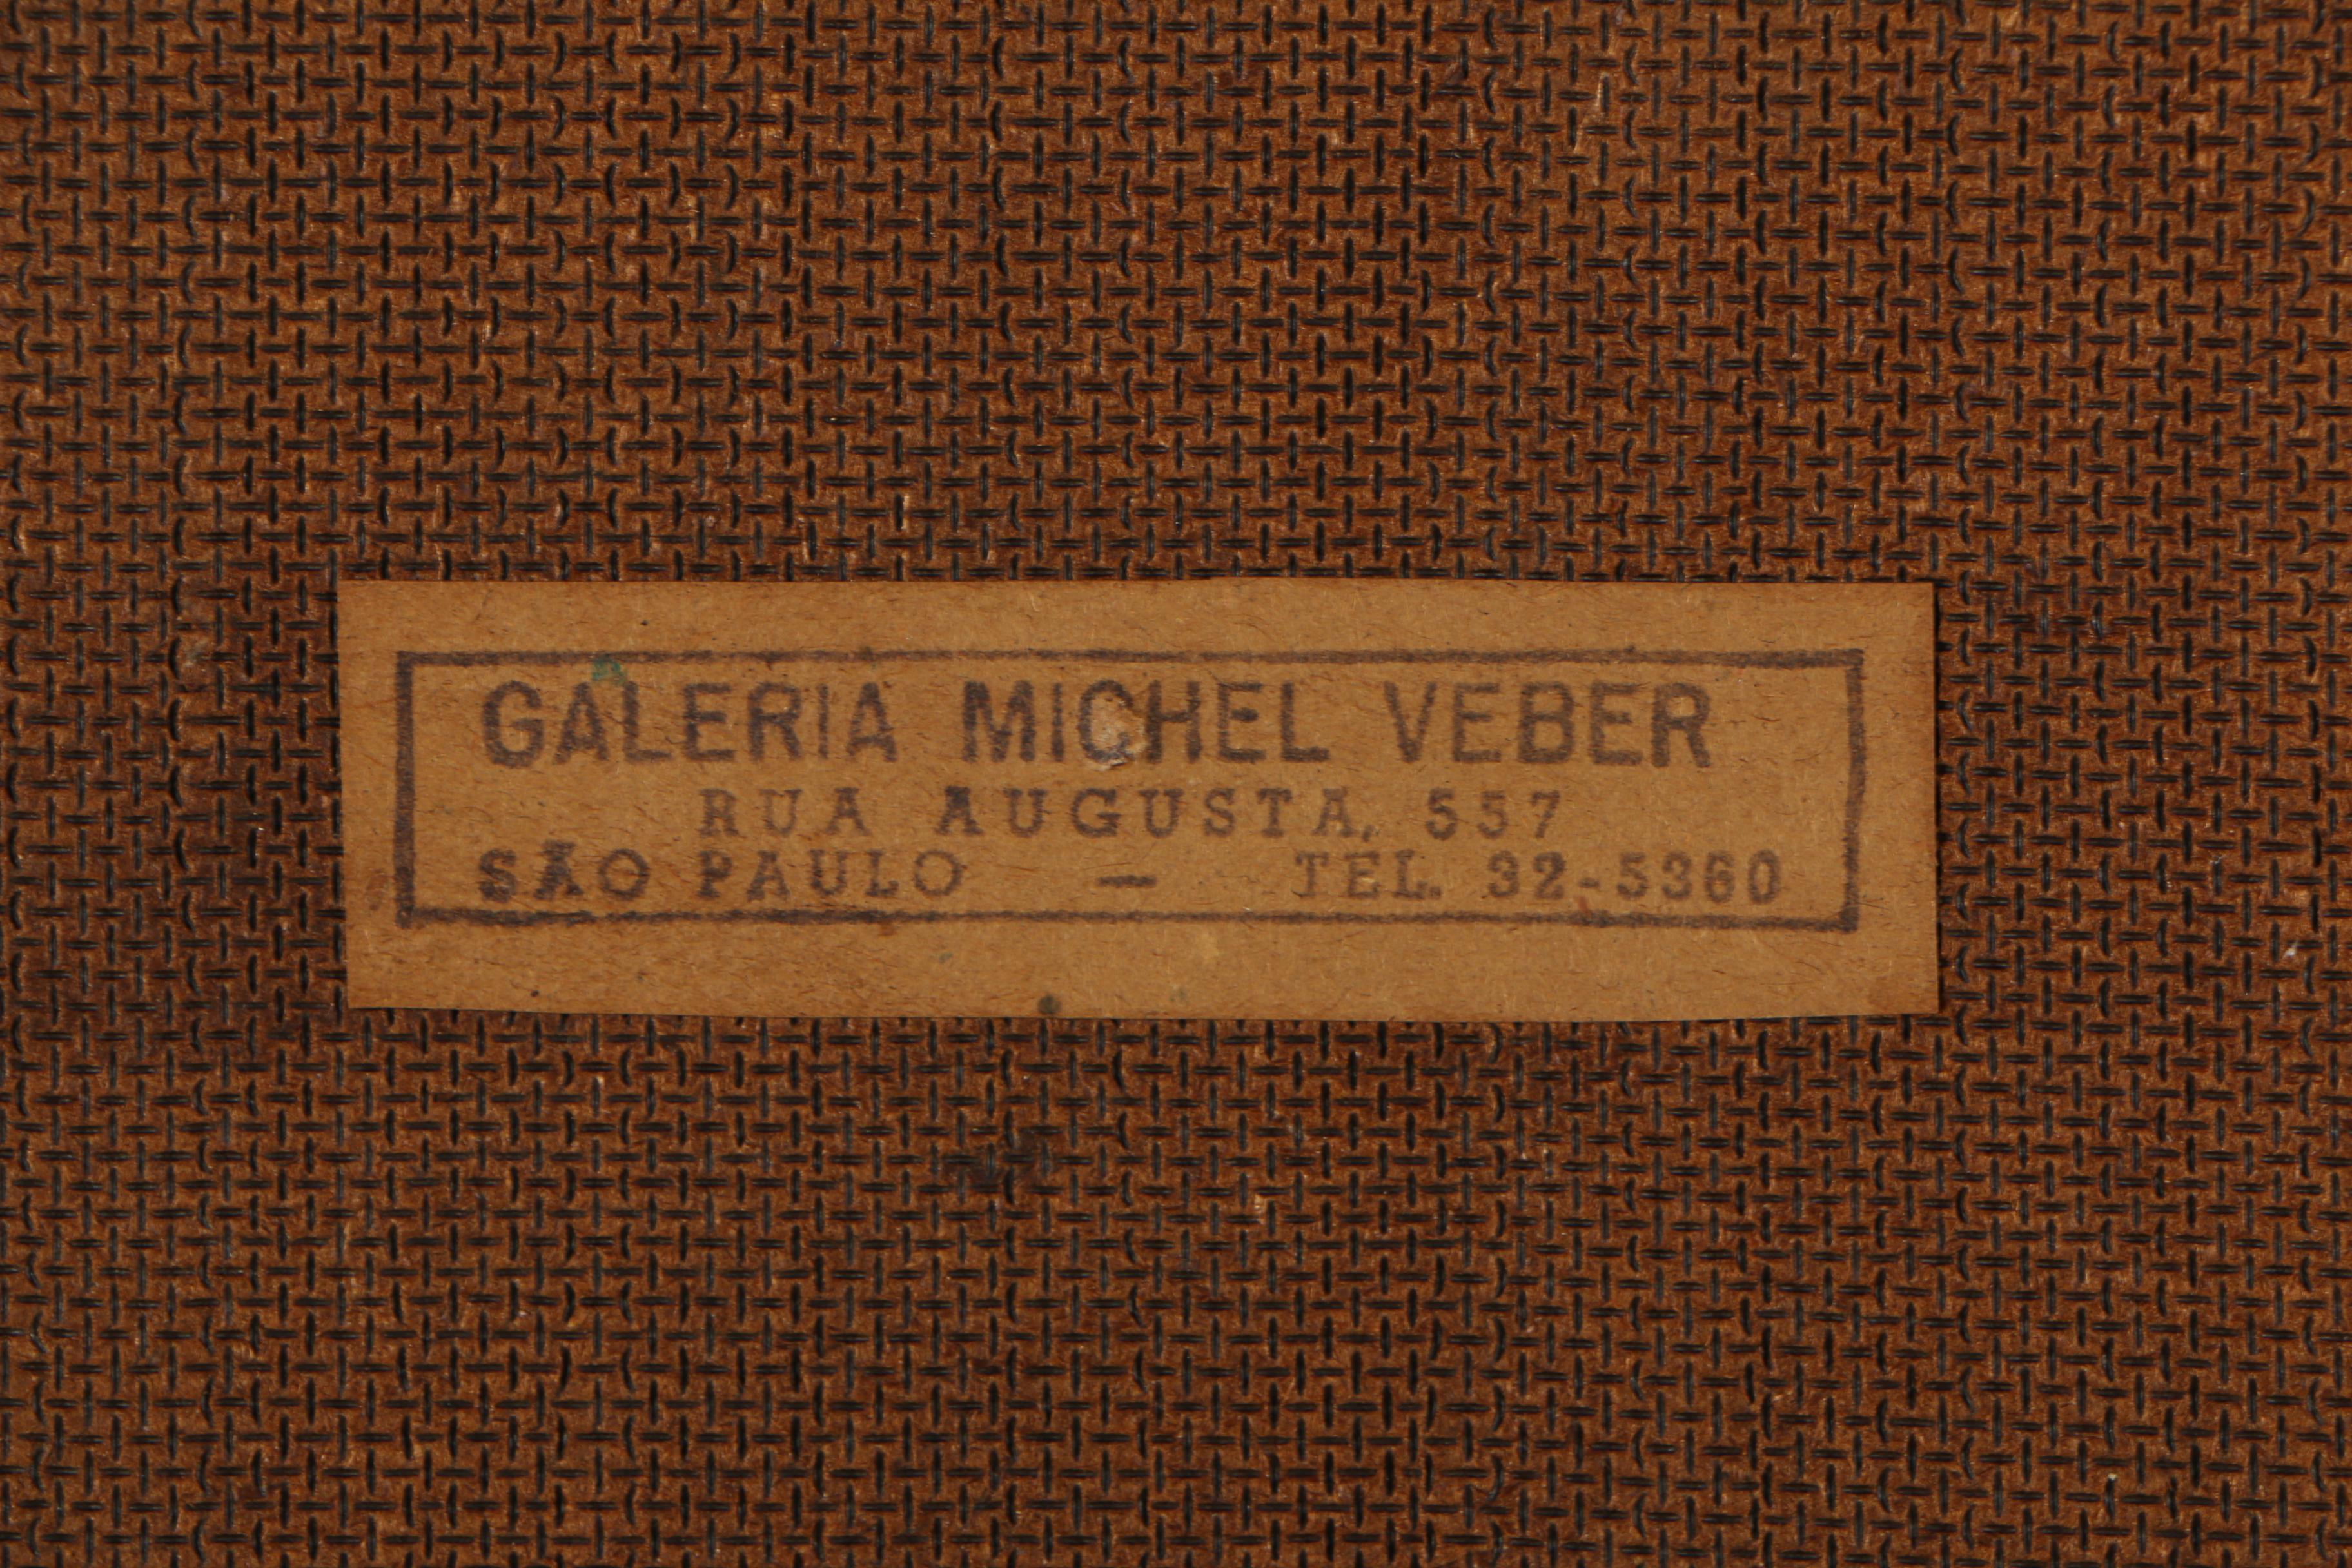 GALERIA MICHEL VEBER
RUA AUGUSTA, 557
SÃO PAULO — TEL. 32-5360